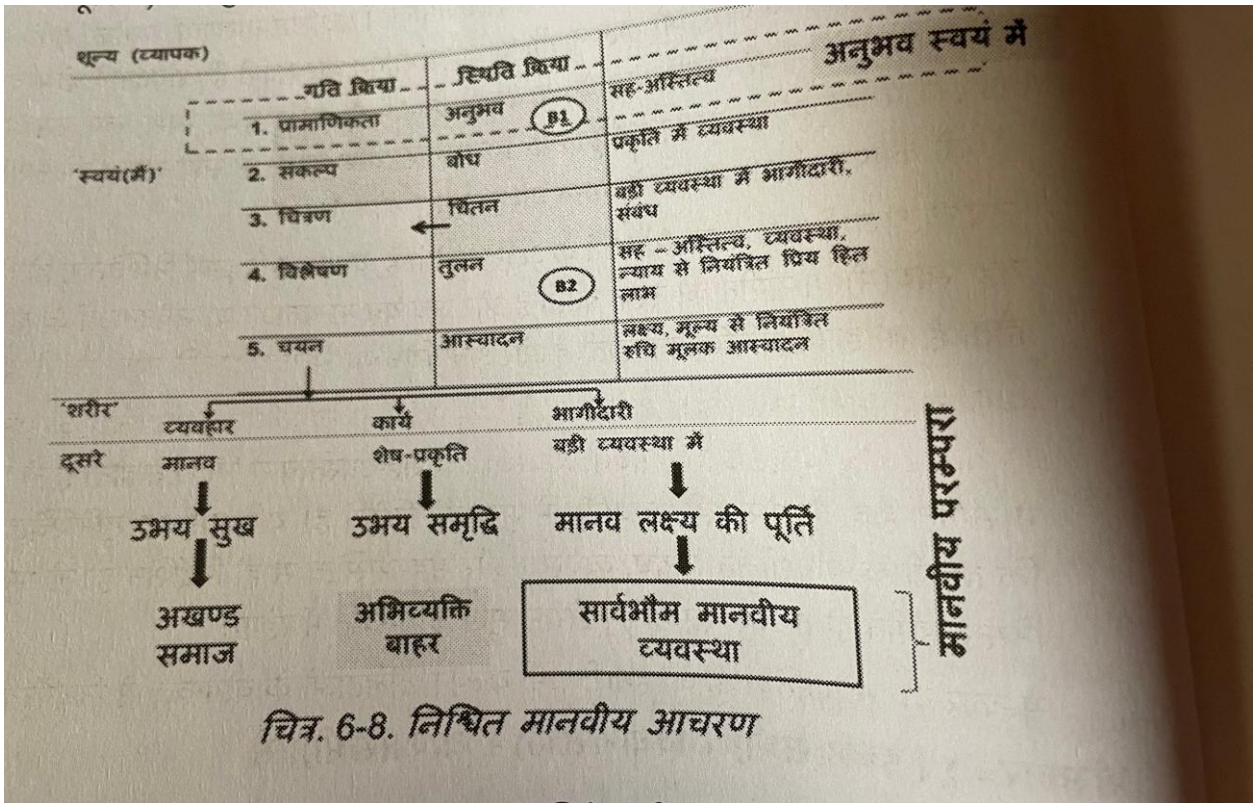 शून्य (व्यापक)
अनुभव स्वयं में
गति क्रिया
स्थिति क्रिया
1. प्रामाणिकता
अनुभव
B1
सह-अस्तित्व
'स्वयं(मैं)'
2. संकल्प
बोध
प्रकृति में व्यवस्था
3. चित्रण
चिंतन
बड़ी व्यवस्था में भागीदारी,
संबंध
4. विश्लेषण
तुलन
B2
सह – अस्तित्व, व्यवस्था,
न्याय से नियंत्रित प्रिय हित
लाभ
5. चयन
आस्वादन
लक्ष्य, मूल्य से नियंत्रित
रुचि मूलक आस्वादन
'शरीर'
व्यवहार
कार्य
भागीदारी
दूसरे
मानव
शेष-प्रकृति
बड़ी व्यवस्था में
उभय सुख
उभय समृद्धि
मानव लक्ष्य की पूर्ति
अखण्ड
समाज
अभिव्यक्ति
बाहर
सार्वभौम मानवीय
व्यवस्था
मानवीय परम्परा
चित्र. 6-8. निश्चित मानवीय आचरण